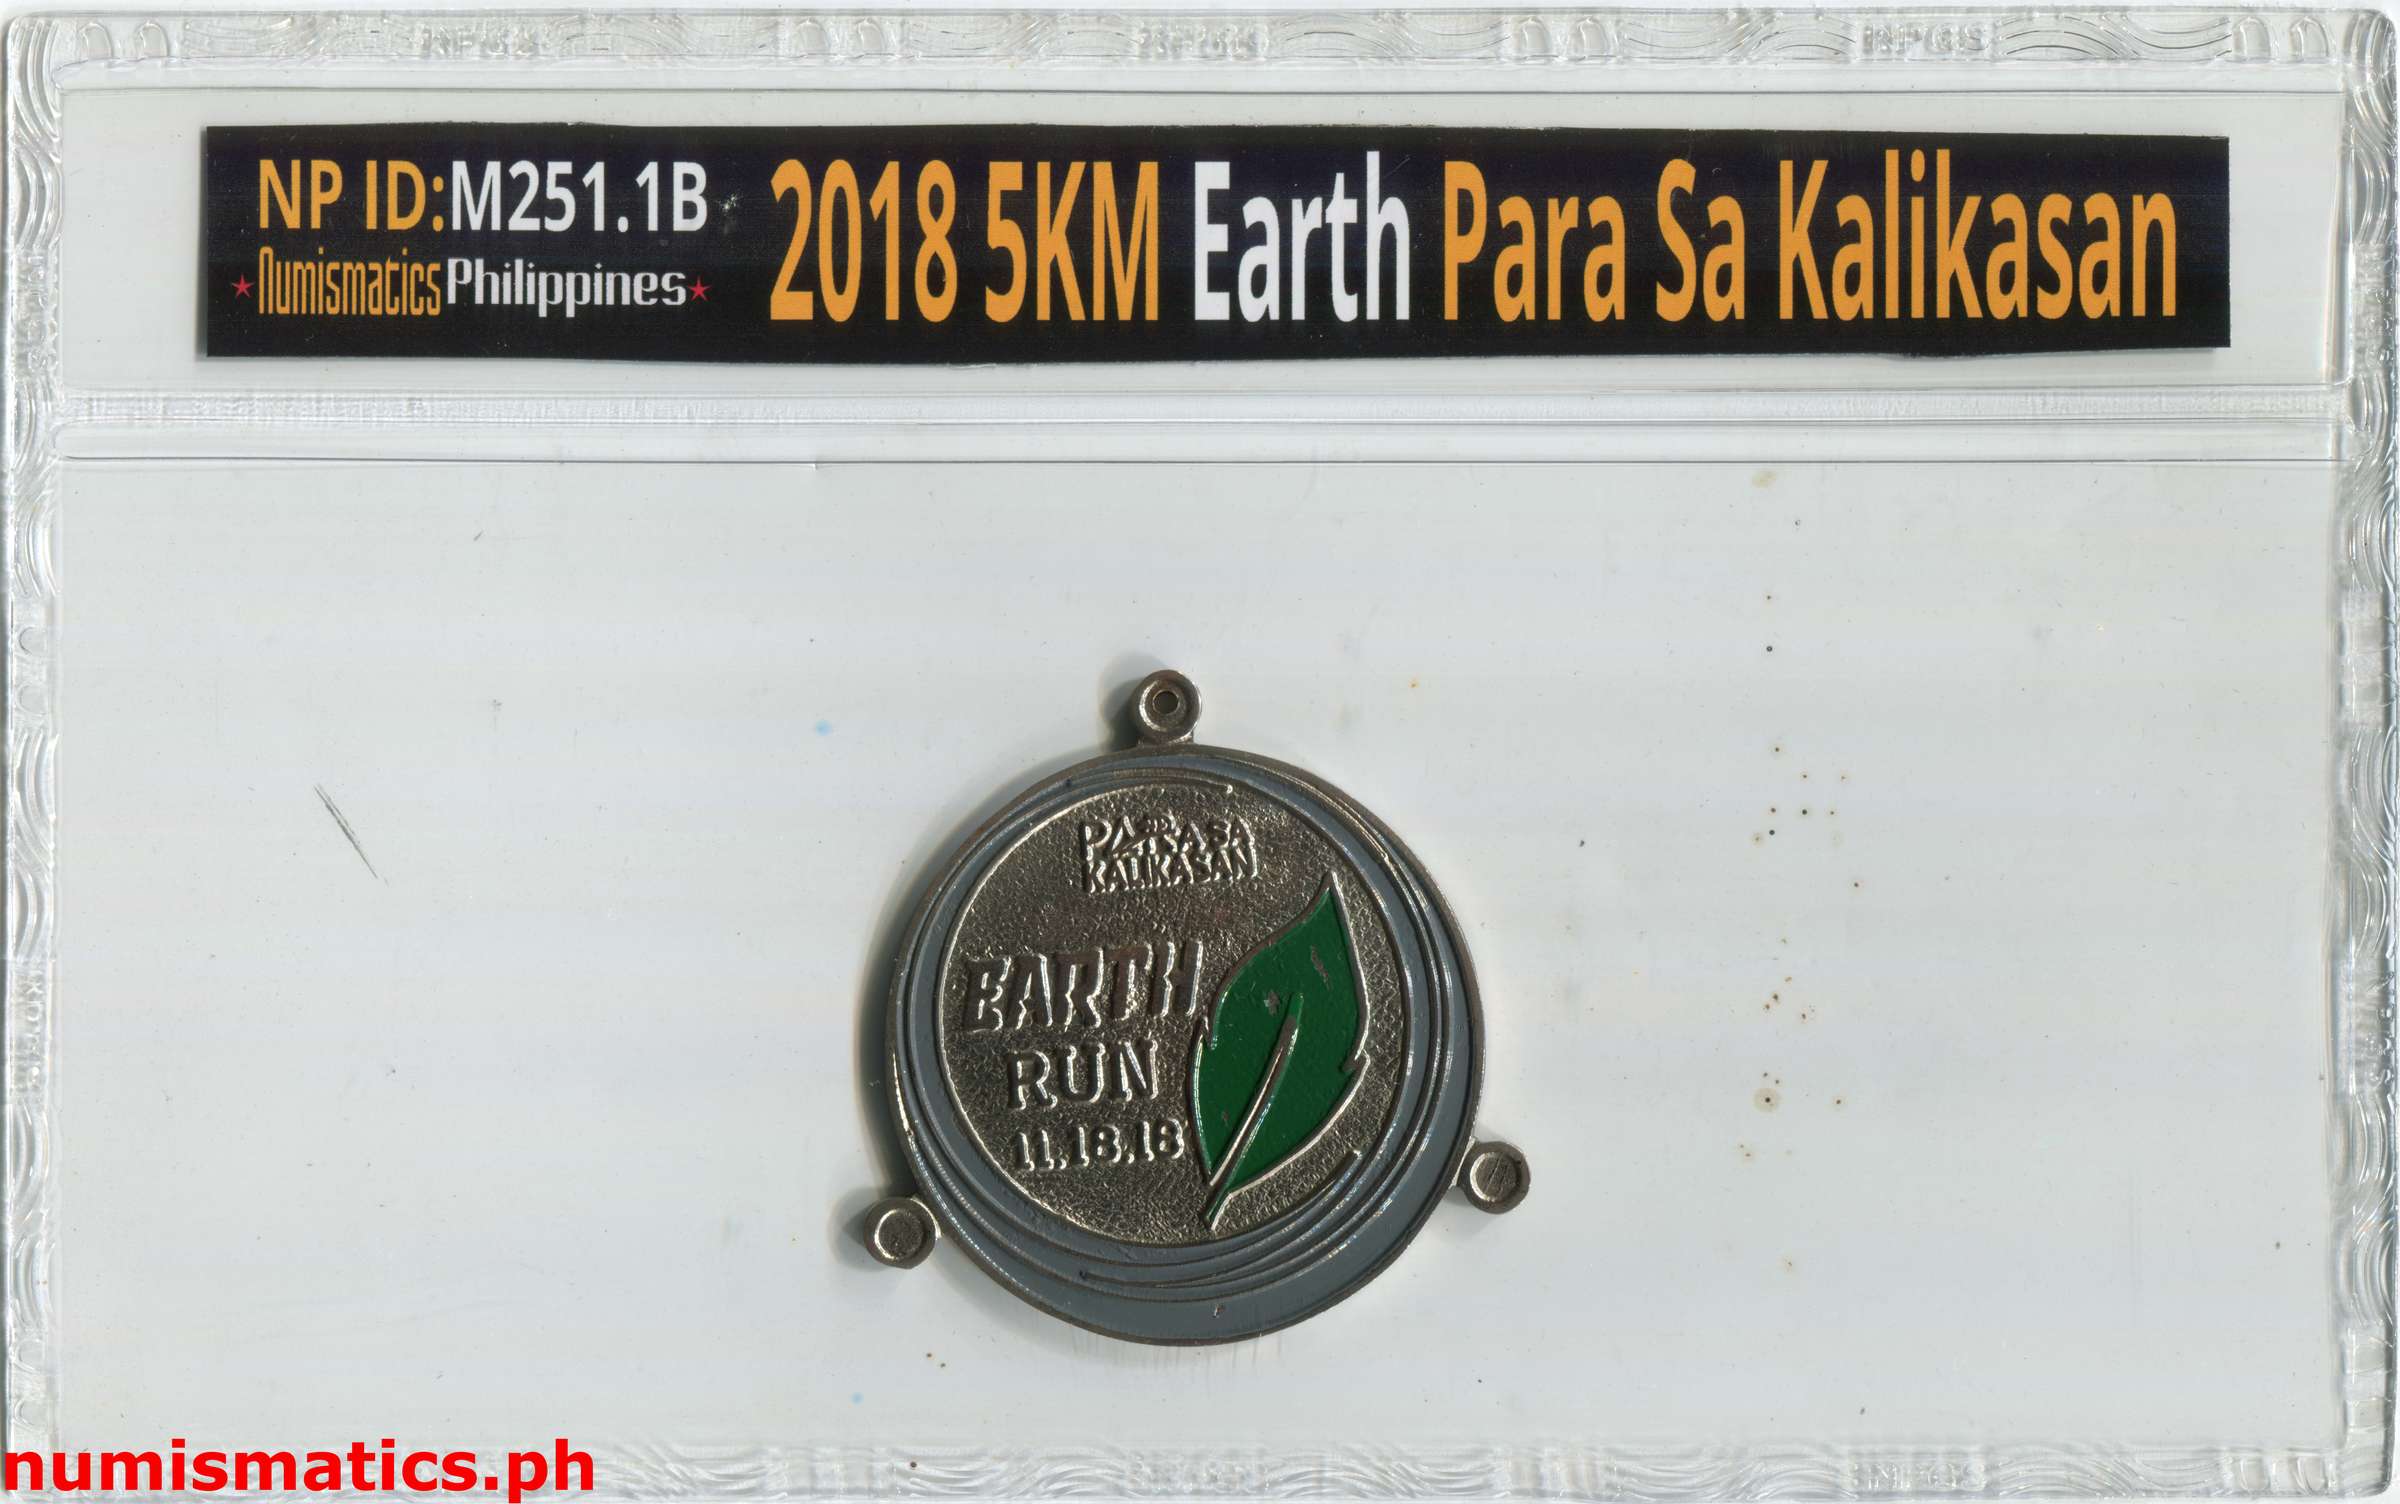 NP ID:M251.1B
Numismatics Philippines
2018 5KM Earth Para Sa Kalikasan
PARA SA
KALIKASAN
EARTH
RUN
11.18.18
numismatics.ph